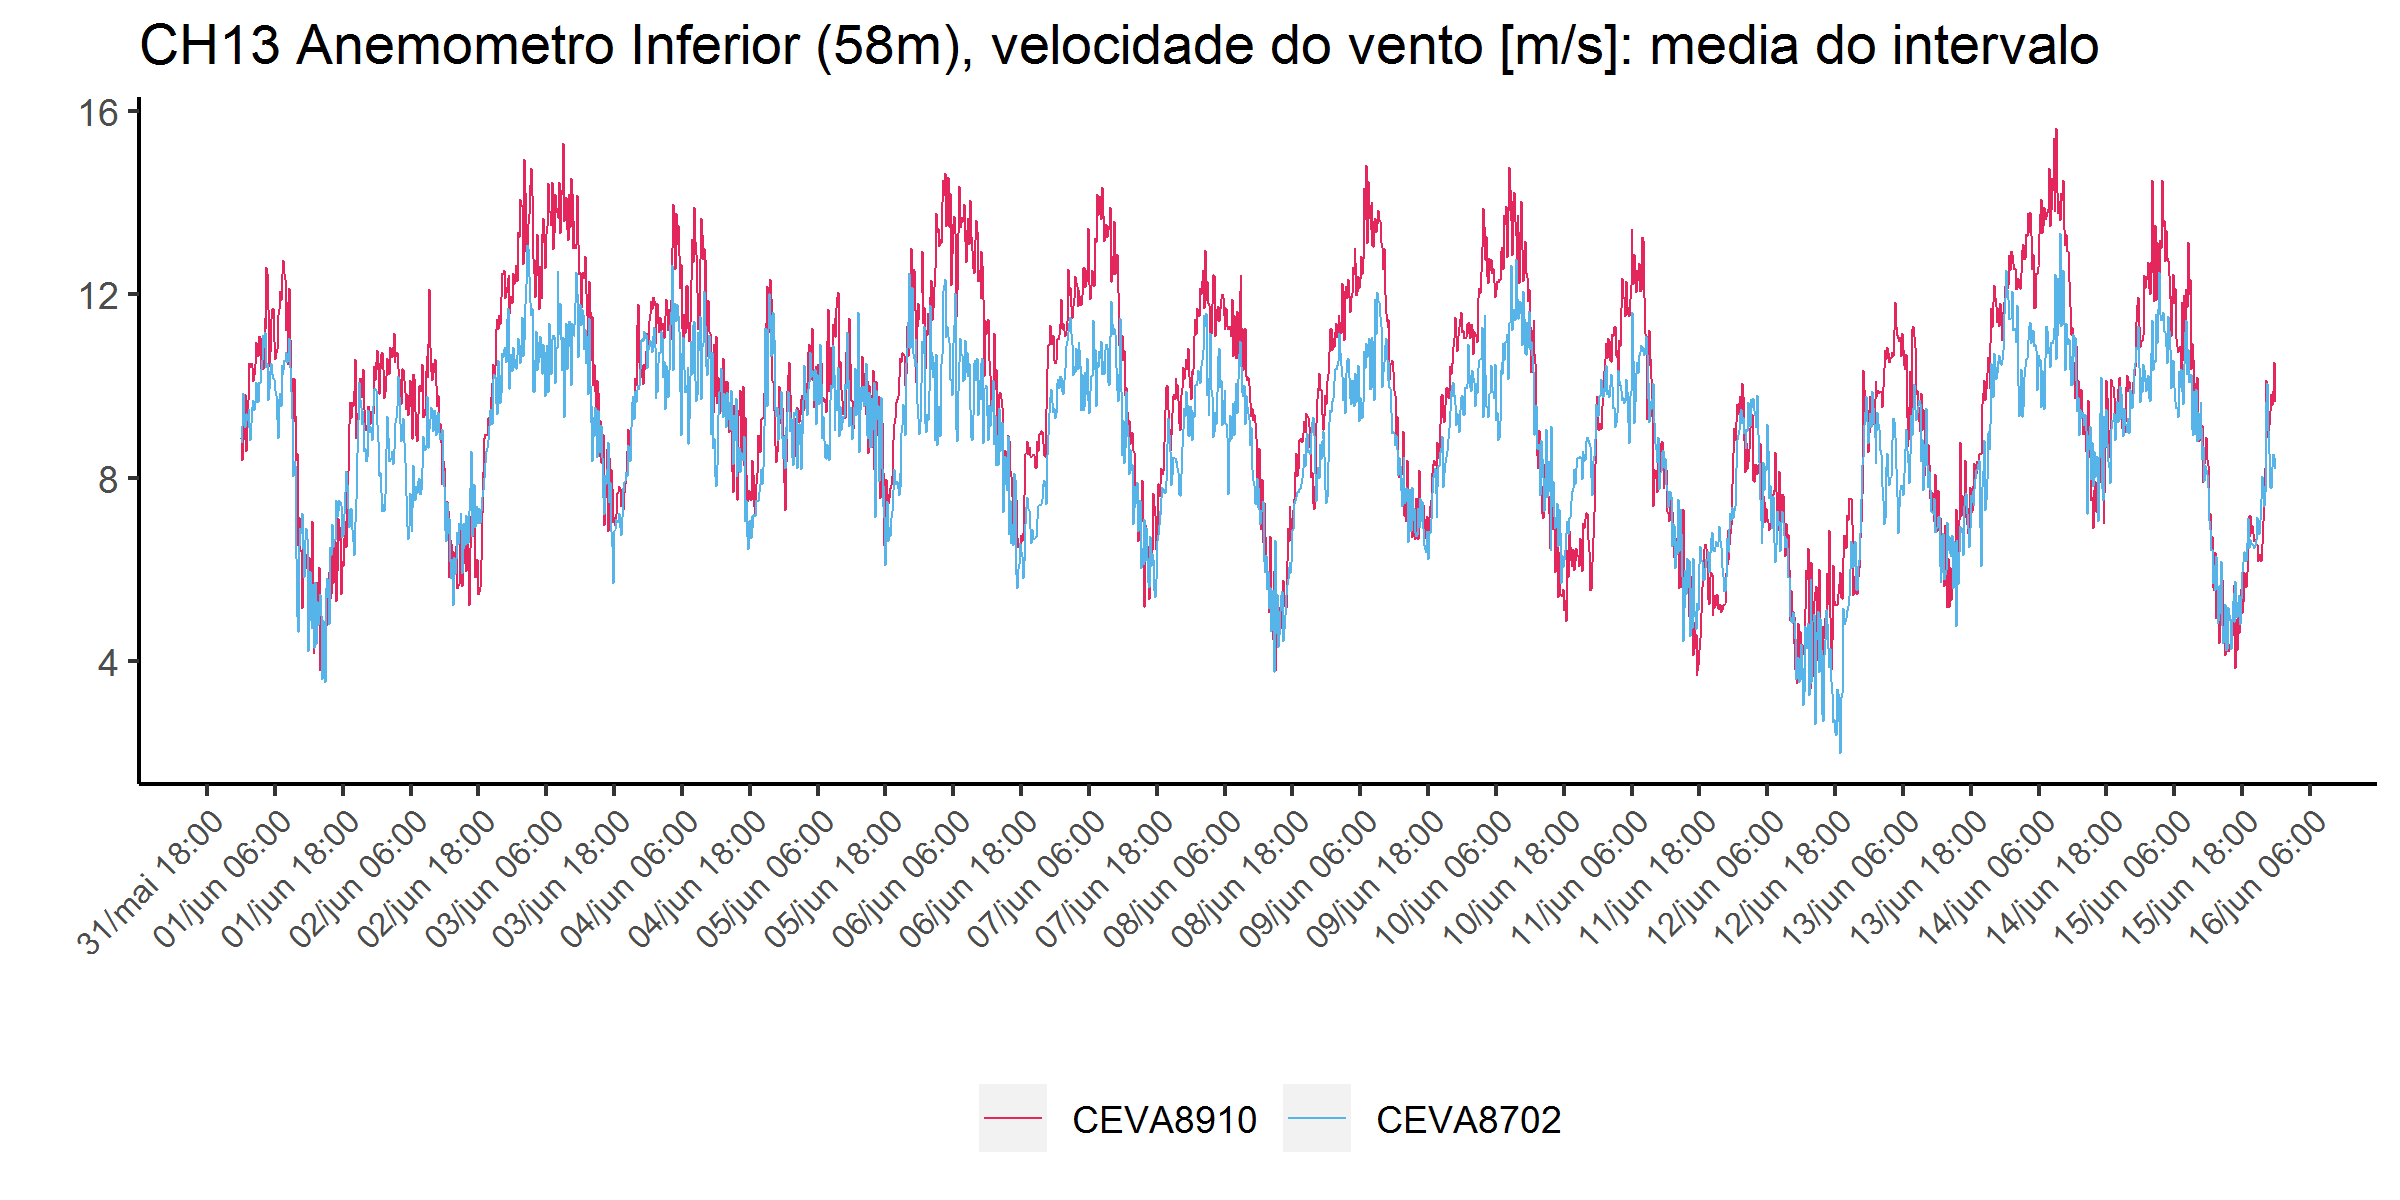 CH13 Anemometro Inferior (58m), velocidade do vento [m/s]: media do intervalo
16
12
8
4
31/mai 18:00
01/jun 06:00
01/jun 18:00
02/jun 06:00
02/jun 18:00
03/jun 06:00
03/jun 18:00
04/jun 06:00
04/jun 18:00
05/jun 06:00
05/jun 18:00
06/jun 06:00
06/jun 18:00
07/jun 06:00
07/jun 18:00
08/jun 06:00
08/jun 18:00
09/jun 06:00
09/jun 18:00
10/jun 06:00
10/jun 18:00
11/jun 06:00
11/jun 18:00
12/jun 06:00
12/jun 18:00
13/jun 06:00
13/jun 18:00
14/jun 06:00
14/jun 18:00
15/jun 06:00
15/jun 18:00
16/jun 06:00
CEVA8910
CEVA8702